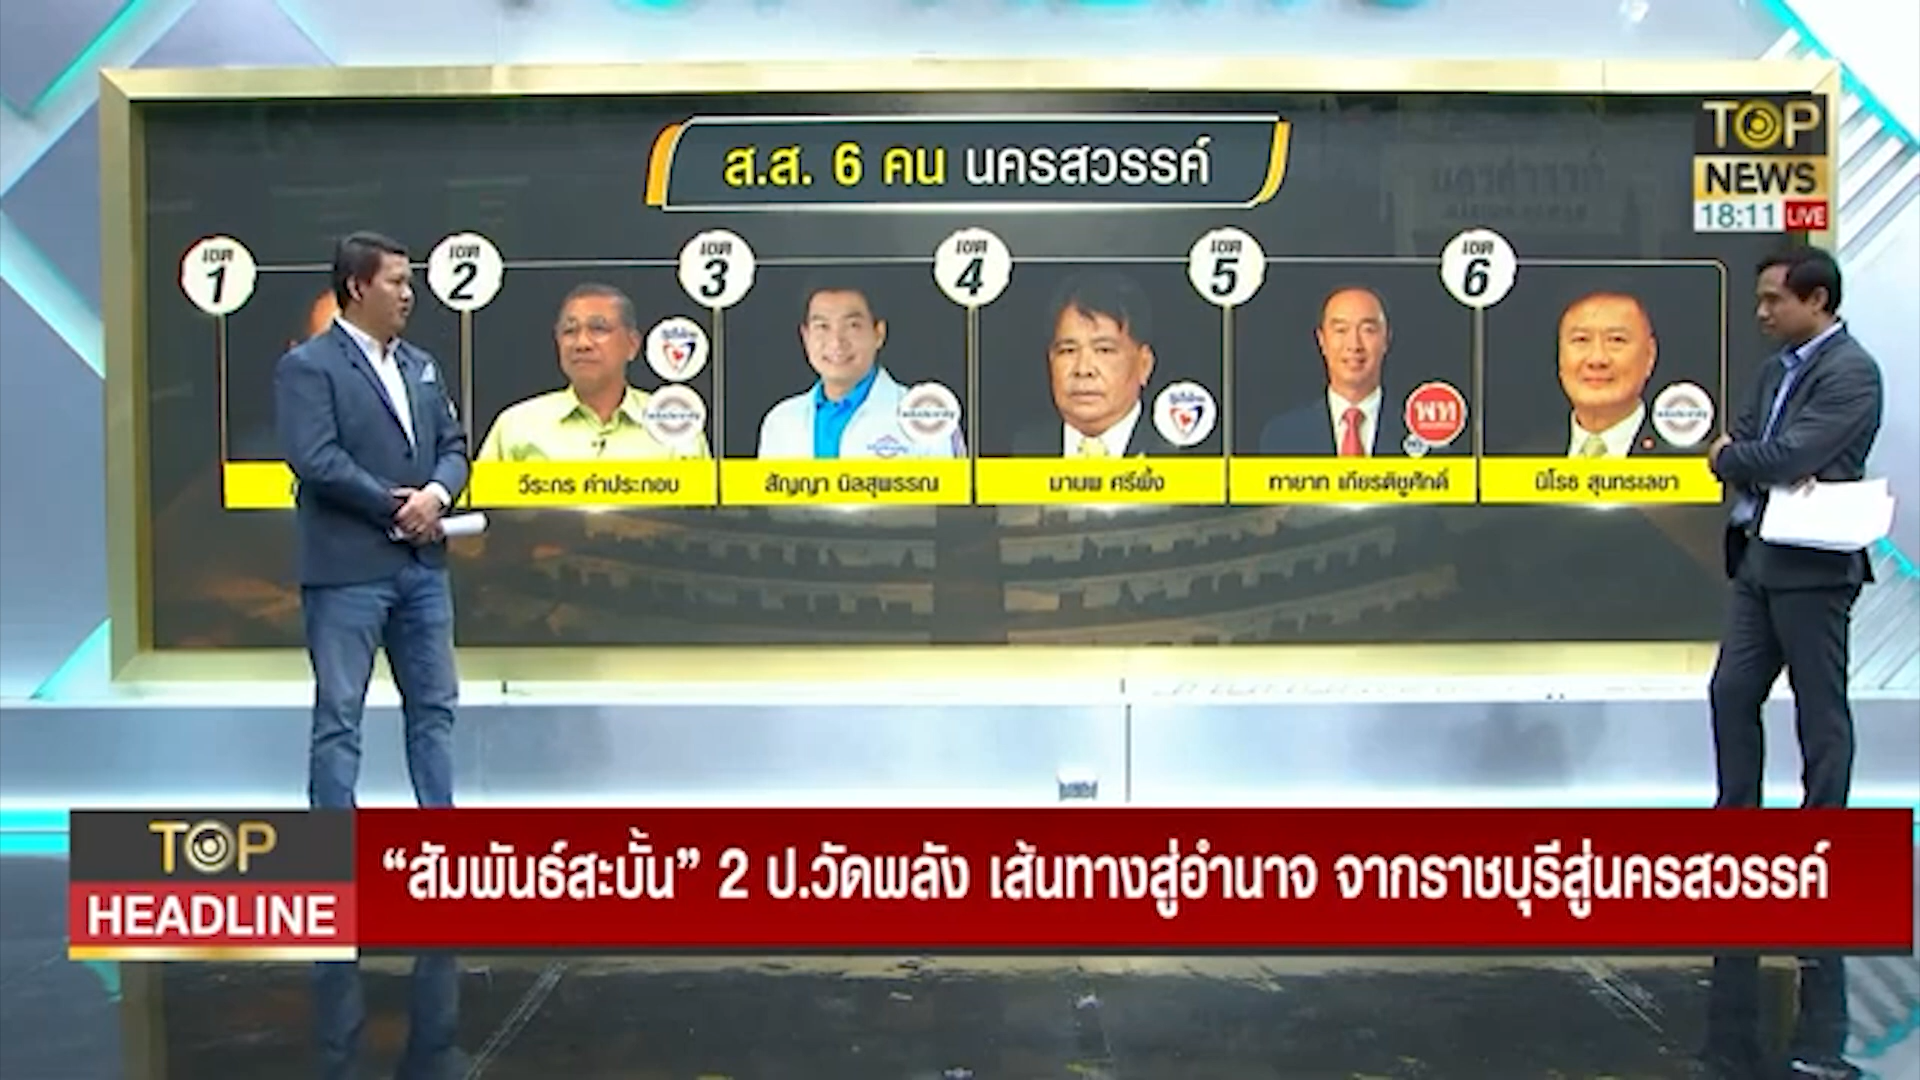 ส.ส. 6 คน นครสวรรค์
TOP
NEWS
18:11 LIVE
เขต 1
เขต 2
เขต 3
เขต 4
เขต 5
เขต 6
พท
วีระกร คำประกอบ
สัญญา นิลสุพรรณ
มานพ ศรีผึ้ง
ทายาท เกียรติชูศักดิ์
นิโรธ สุนทรเลขา
TOP
HEADLINE
“สัมพันธ์สะบั้น” 2 ป.วัดพลัง เส้นทางสู่อำนาจ จากราชบุรีสู่นครสวรรค์